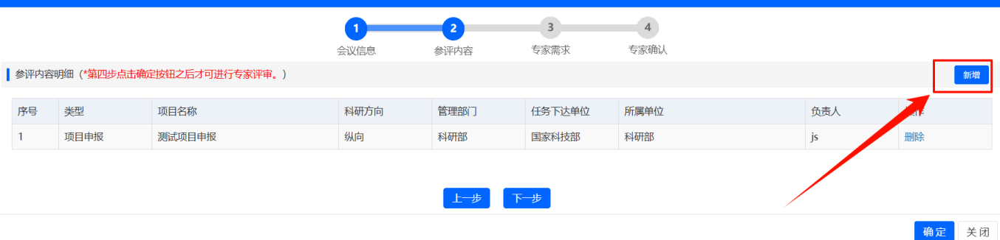 1 2 3 4
会议信息 参评内容 专家需求 专家确认
参评内容明细（*第四步点击确定按钮之后才可进行专家评审。） 新增
序号 类型 项目名称 科研方向 管理部门 任务下达单位 所属单位 负责人
1 项目申报 测试项目申报 纵向 科研部 国家科技部 科研部 js 删除
上一步 下一步
确定 关闭